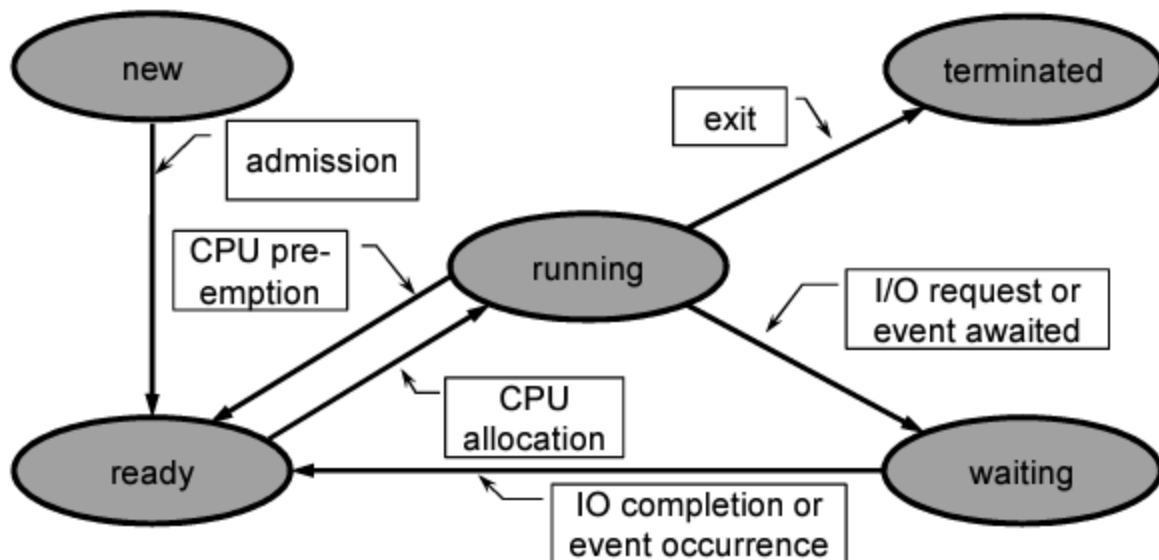 new
terminated
exit
admission
CPU pre-
emption
running
I/O request or
event awaited
CPU
allocation
ready
waiting
IO completion or
event occurrence